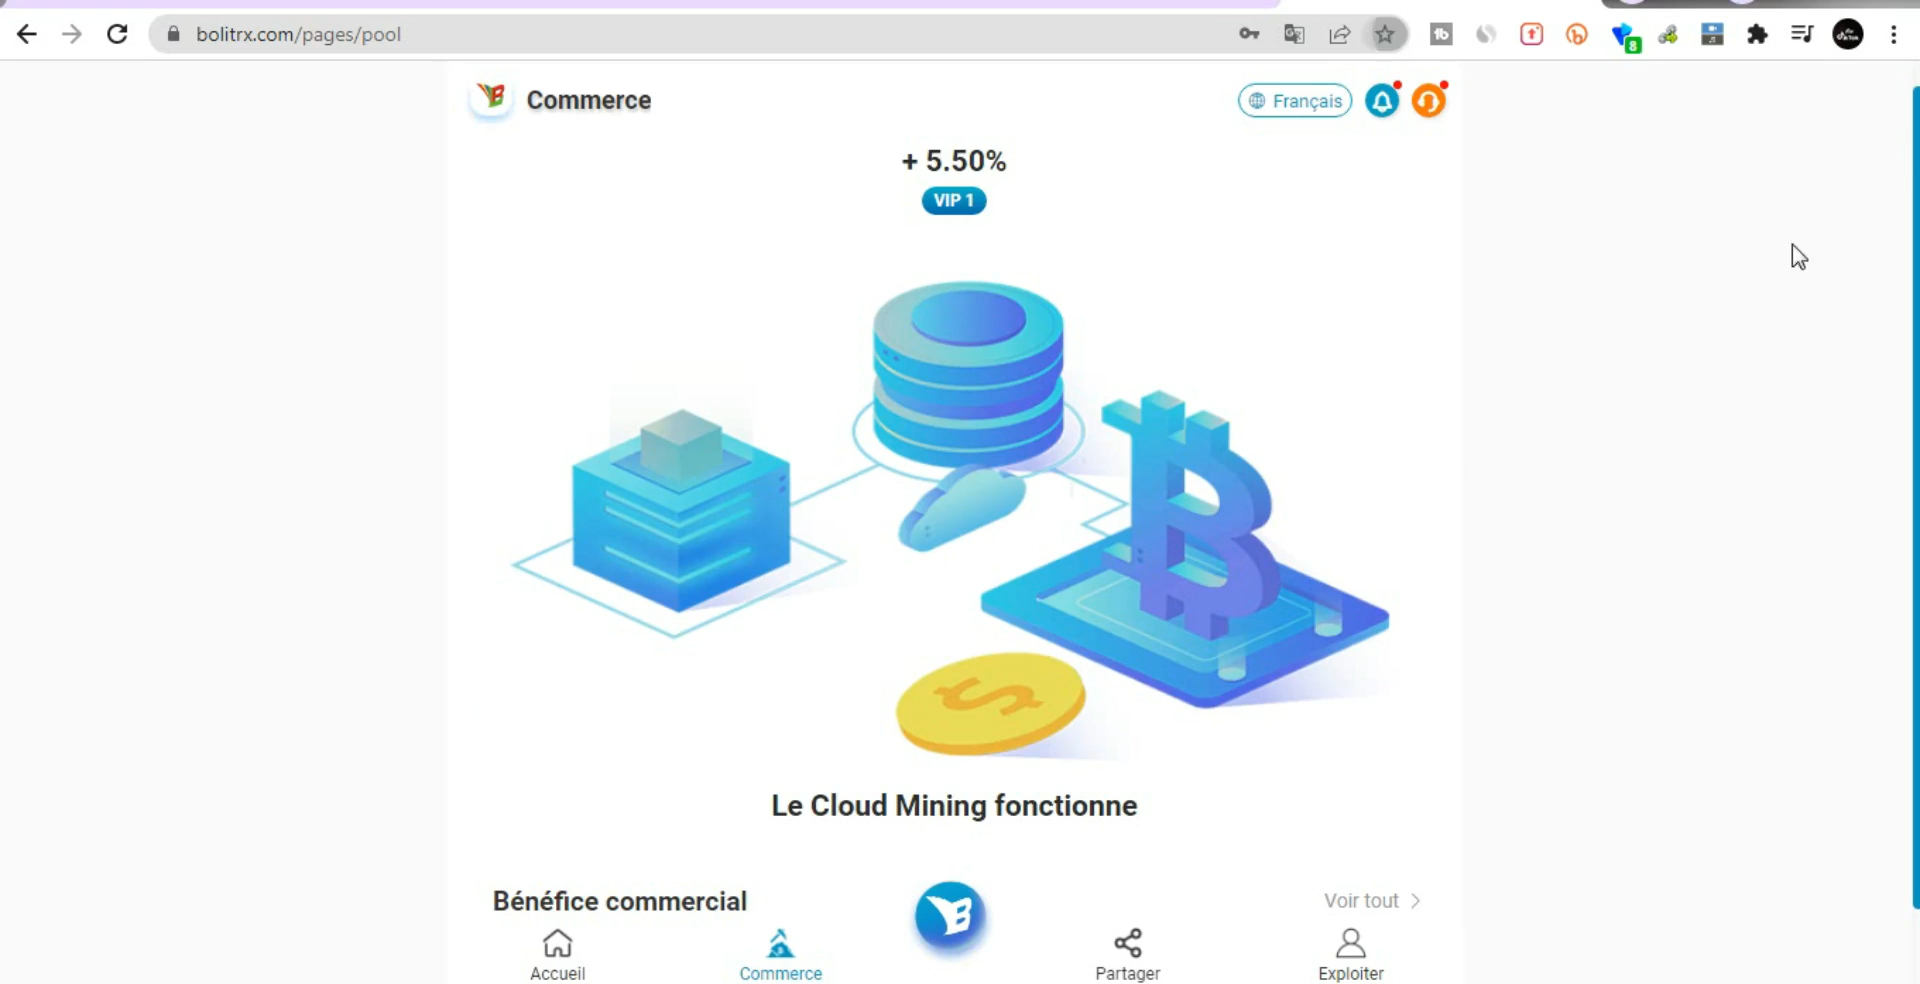 bolitrx.com/pages/pool
8
Commerce
Français
+ 5.50%
VIP 1
Le Cloud Mining fonctionne
Bénéfice commercial
Voir tout
Accueil
Commerce
Partager
Exploiter